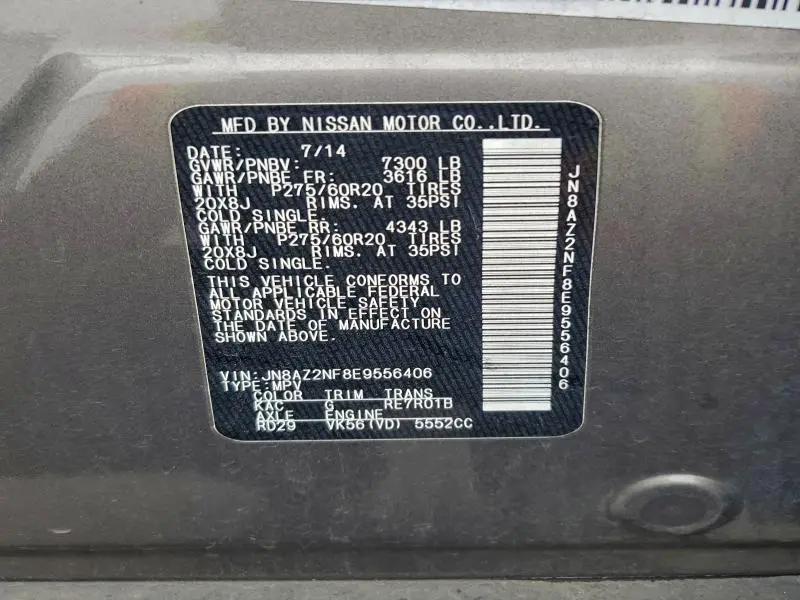 MFD BY NISSAN MOTOR CO.,LTD.
DATE: 7/14
GVWR/PNBV: 7300 LB
GAWR/PNBE FR: 3616 LB
WITH P275/60R20 TIRES
20X8J RIMS. AT 35PSI
COLD SINGLE.
GAWR/PNBE RR: 4343 LB
WITH P275/60R20 TIRES
20X8J RIMS. AT 35PSI
COLD SINGLE.
THIS VEHICLE CONFORMS TO
ALL APPLICABLE FEDERAL
MOTOR VEHICLE SAFETY
STANDARDS IN EFFECT ON
THE DATE OF MANUFACTURE
SHOWN ABOVE.
VIN:JN8AZ2NF8E9556406
TYPE:MPV
COLOR TRIM TRANS
KAC G RE7R01B
AXLE ENGINE
RD29 VK56(VD) 5552CC
JN8AZ2NF8E9556406